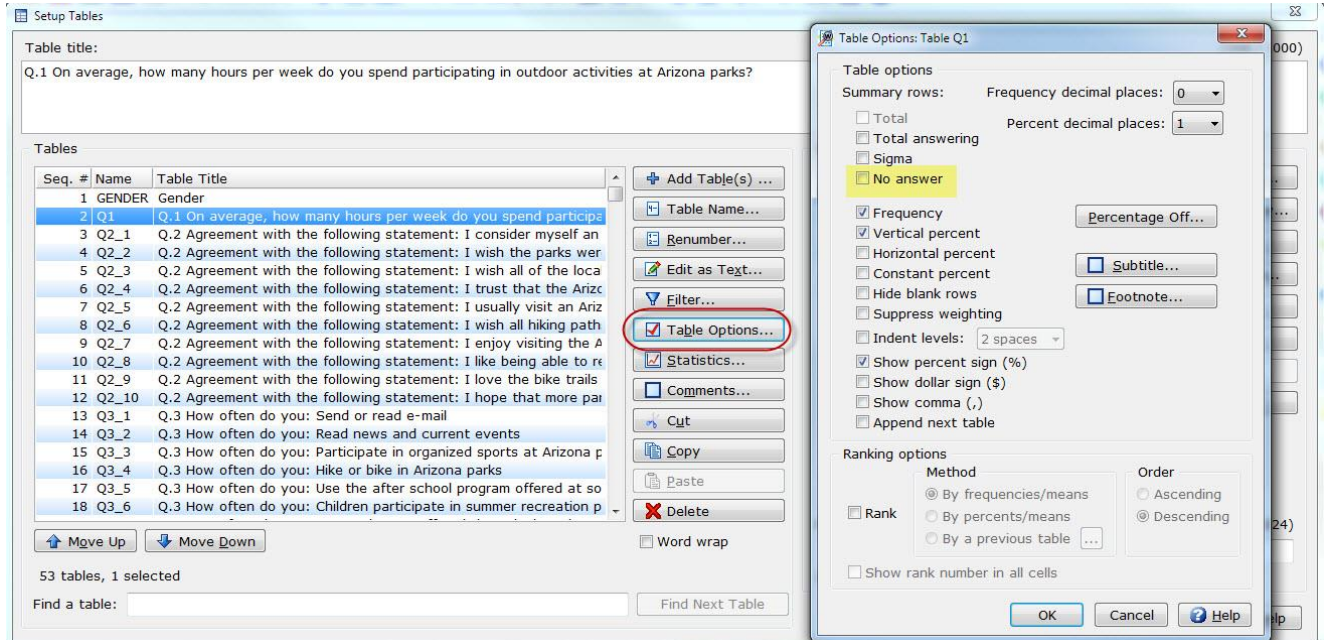 Setup Tables
Table title:
Q.1 On average, how many hours per week do you spend participating in outdoor activities at Arizona parks?
Tables
Seq. # Name Table Title
1 GENDER Gender
2 Q1 Q.1 On average, how many hours per week do you spend participa
3 Q2_1 Q.2 Agreement with the following statement: I consider myself an
4 Q2_2 Q.2 Agreement with the following statement: I wish the parks wer
5 Q2_3 Q.2 Agreement with the following statement: I wish all of the loca
6 Q2_4 Q.2 Agreement with the following statement: I trust that the Arizo
7 Q2_5 Q.2 Agreement with the following statement: I usually visit an Ariz
8 Q2_6 Q.2 Agreement with the following statement: I wish all hiking path
9 Q2_7 Q.2 Agreement with the following statement: I enjoy visiting the A
10 Q2_8 Q.2 Agreement with the following statement: I like being able to re
11 Q2_9 Q.2 Agreement with the following statement: I love the bike trails
12 Q2_10 Q.2 Agreement with the following statement: I hope that more par
13 Q3_1 Q.3 How often do you: Send or read e-mail
14 Q3_2 Q.3 How often do you: Read news and current events
15 Q3_3 Q.3 How often do you: Participate in organized sports at Arizona p
16 Q3_4 Q.3 How often do you: Hike or bike in Arizona parks
17 Q3_5 Q.3 How often do you: Use the after school program offered at so
18 Q3_6 Q.3 How often do you: Children participate in summer recreation p
Add Table(s) ...
Table Name...
Renumber...
Edit as Text...
Filter...
Table Options...
Statistics...
Comments...
Cut
Copy
Paste
Delete
Move Up Move Down
Word wrap
53 tables, 1 selected
Find a table:
Find Next Table
Table Options: Table Q1
Table options
Summary rows: Frequency decimal places: 0
Total Percent decimal places: 1
Total answering
Sigma
No answer
Frequency Percentage Off...
Vertical percent
Horizontal percent
Constant percent Subtitle...
Hide blank rows Footnote...
Suppress weighting
Indent levels: 2 spaces
Show percent sign (%)
Show dollar sign ($)
Show comma (,)
Append next table
Ranking options
Method Order
By frequencies/means Ascending
Rank By percents/means Descending
By a previous table ...
Show rank number in all cells
OK Cancel Help
000)
24)
lp